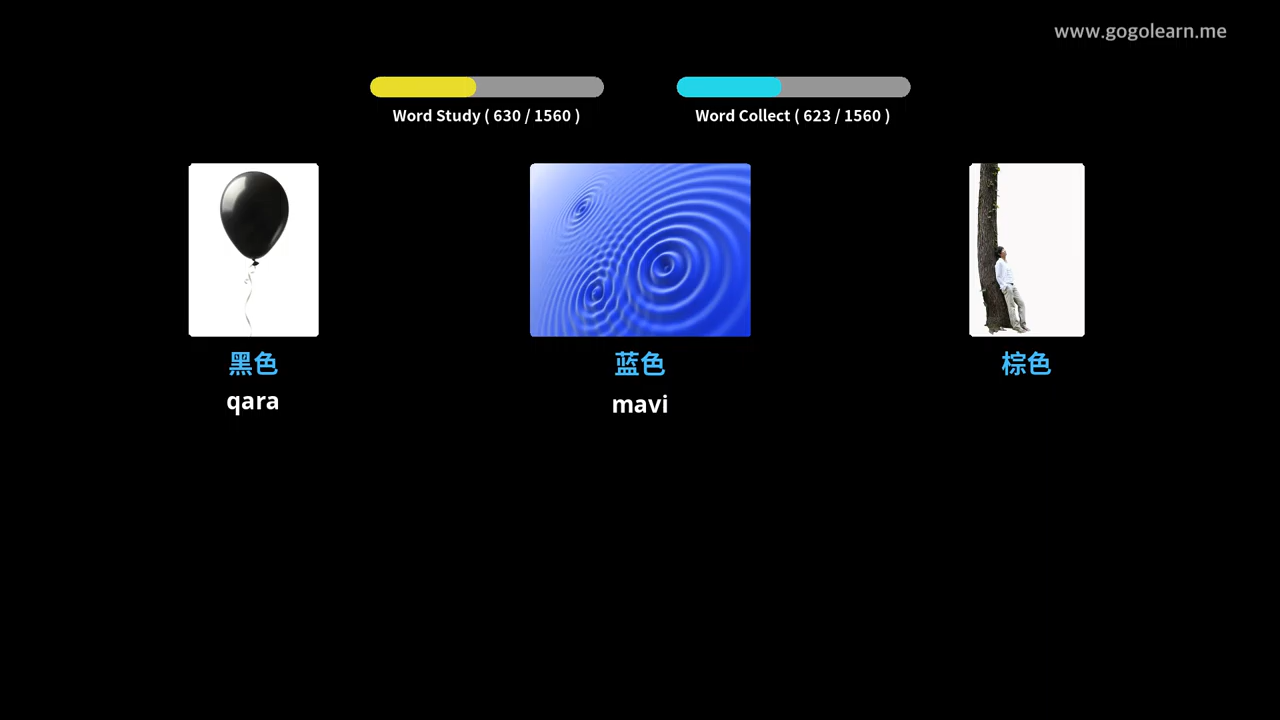 www.gogolearn.me
Word Study ( 630 / 1560 )
Word Collect ( 623 / 1560 )
黑色
蓝色
棕色
qara
mavi